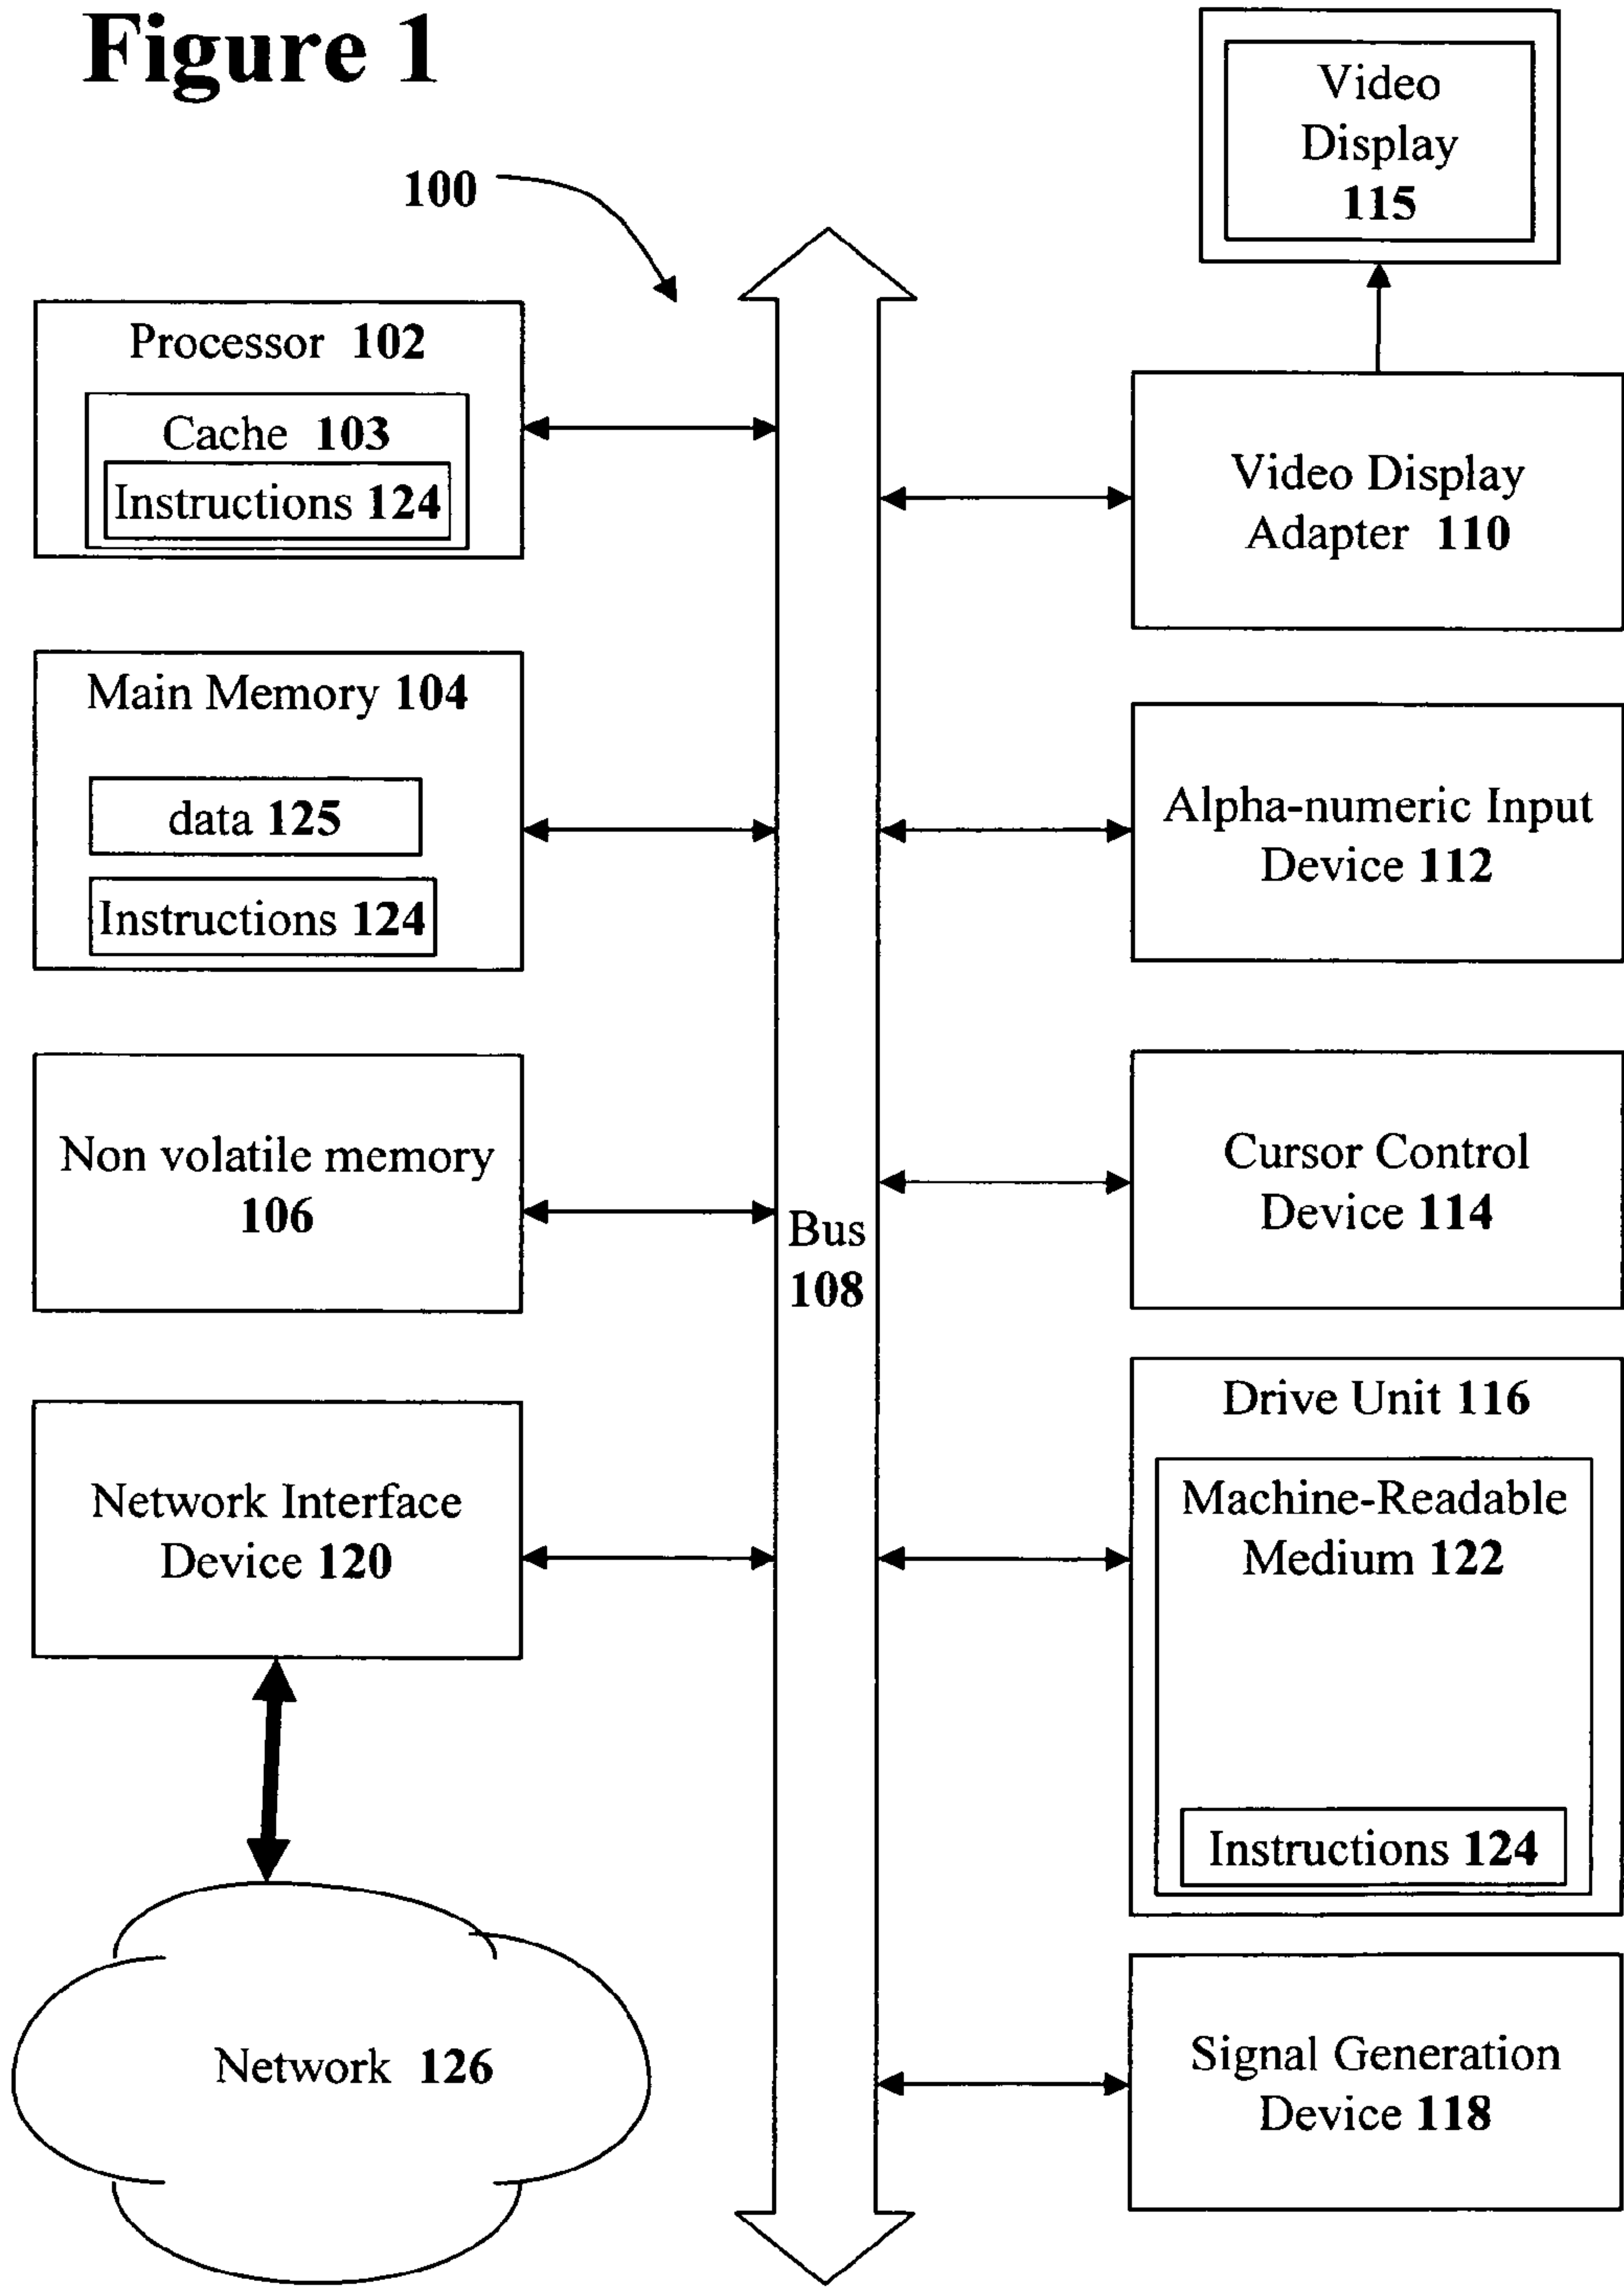 Figure 1
100
Video
Display
115
Processor 102
Cache 103
Instructions 124
Video Display
Adapter 110
Main Memory 104
data 125
Instructions 124
Alpha-numeric Input
Device 112
Non volatile memory
106
Bus
108
Cursor Control
Device 114
Network Interface
Device 120
Drive Unit 116
Machine-Readable
Medium 122
Instructions 124
Network 126
Signal Generation
Device 118